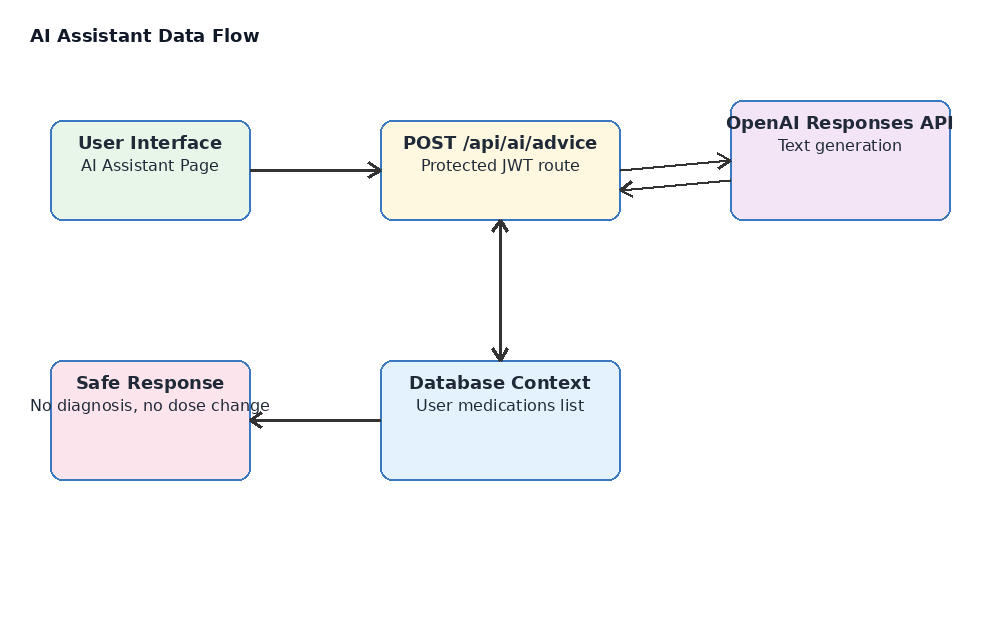 AI Assistant Data Flow
User Interface
AI Assistant Page
POST /api/ai/advice
Protected JWT route
OpenAI Responses API
Text generation
Safe Response
No diagnosis, no dose change
Database Context
User medications list